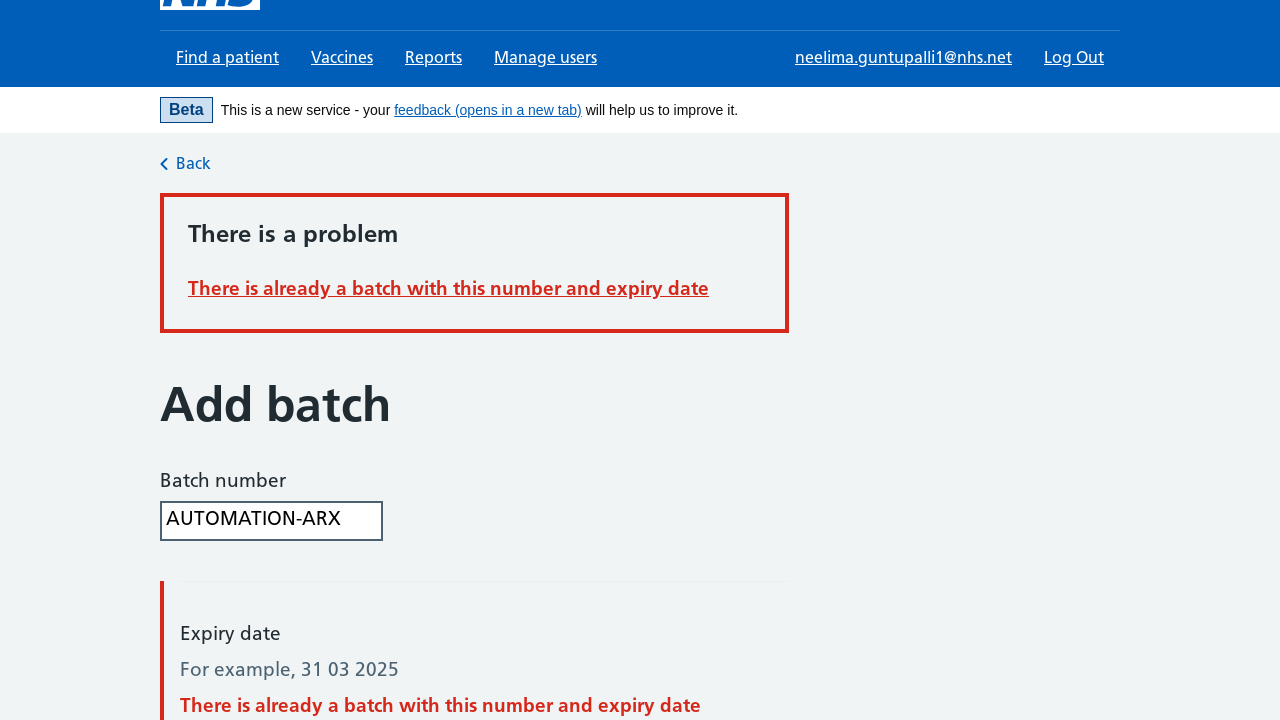 NHS
Find a patient Vaccines Reports Manage users neelima.guntupalli1@nhs.net Log Out
Beta This is a new service - your feedback (opens in a new tab) will help us to improve it.
Back
There is a problem
There is already a batch with this number and expiry date
Add batch
Batch number
AUTOMATION-ARX
Expiry date
For example, 31 03 2025
There is already a batch with this number and expiry date